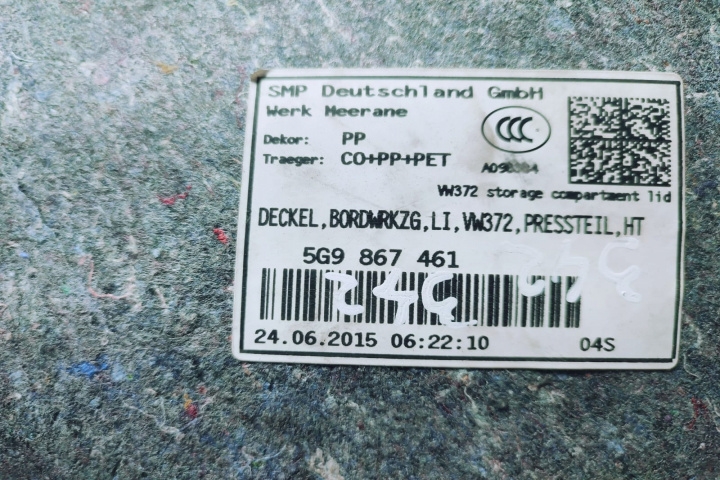 SMP Deutschland GmbH
Werk Meerane
CCC
Dekor: PP
Traeger: CO+PP+PET
VW372 storage compartment lid
DECKEL,BORDWRKZG,LI,VW372,PRESSTEIL,HT
5G9 867 461
24.06.2015 06:22:10 04S